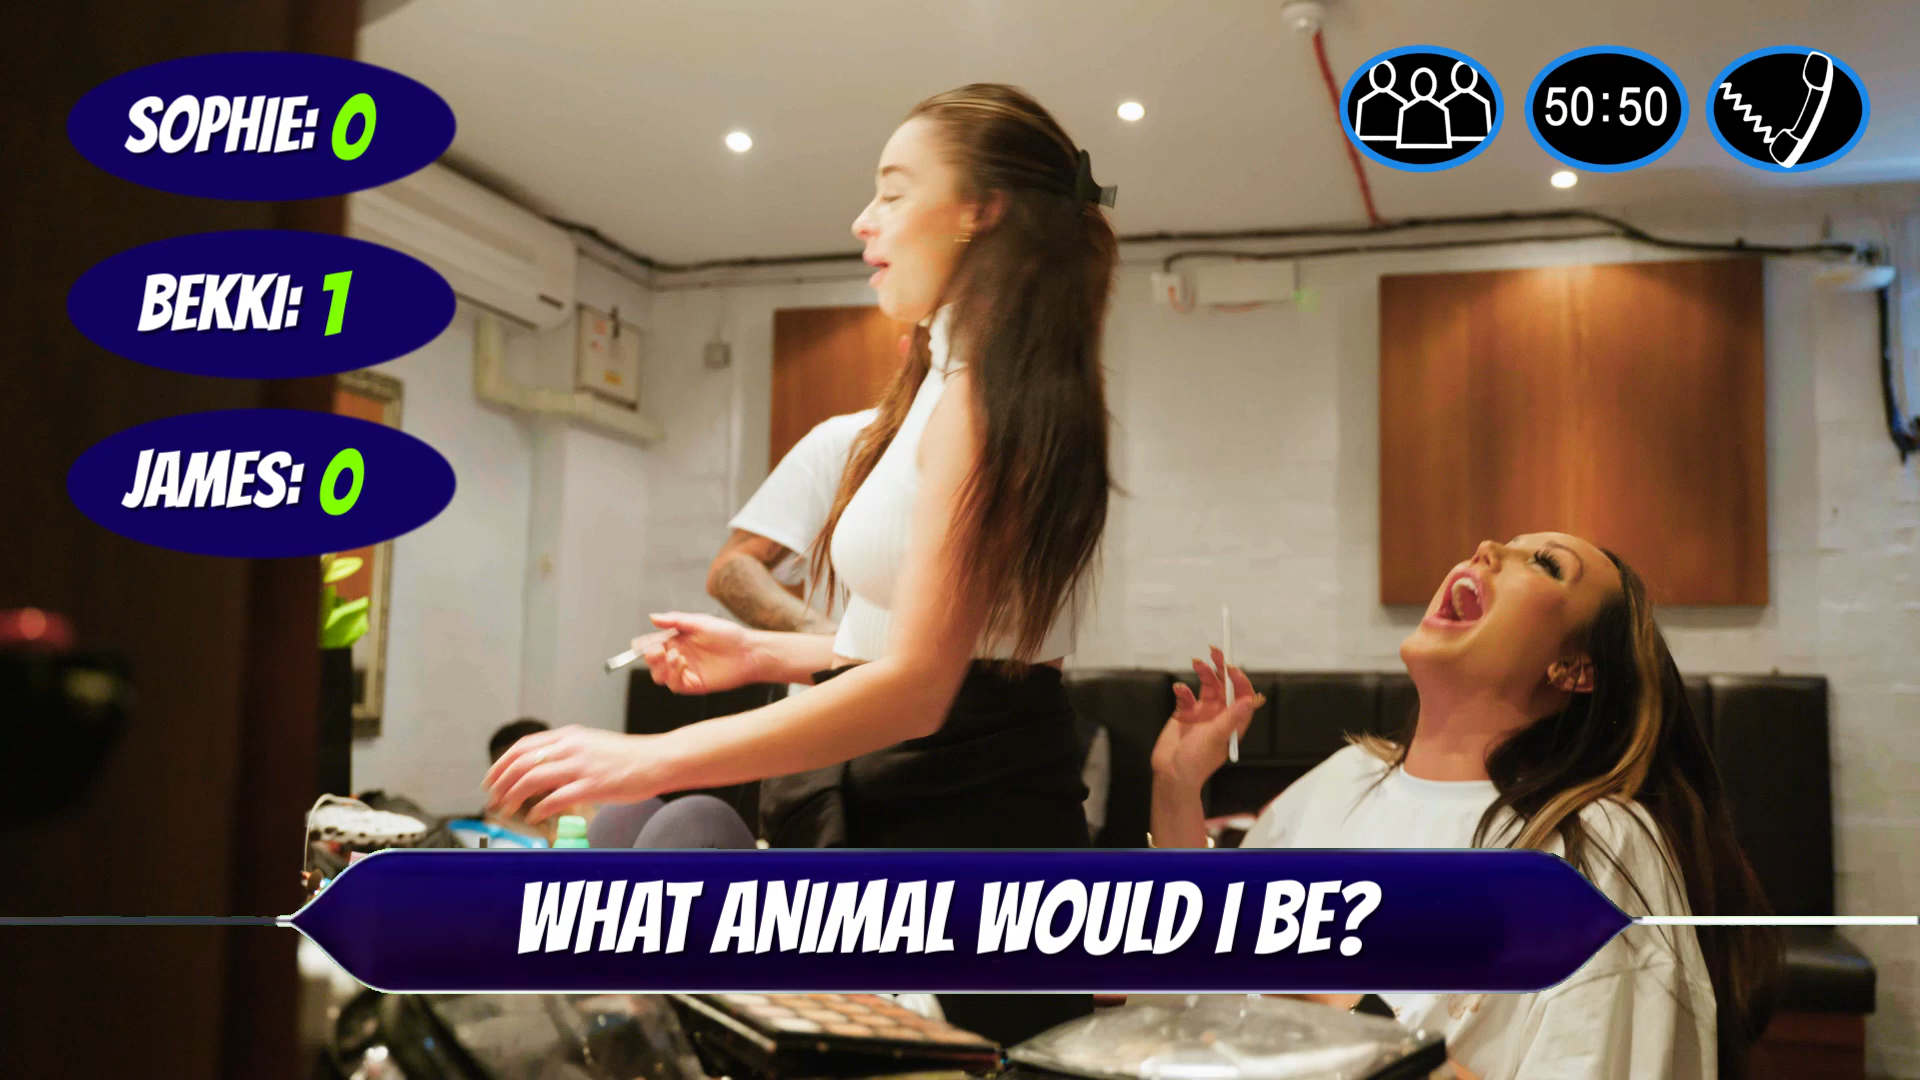 SOPHIE: 0
50:50
BEKKI: 1
JAMES: 0
WHAT ANIMAL WOULD I BE?